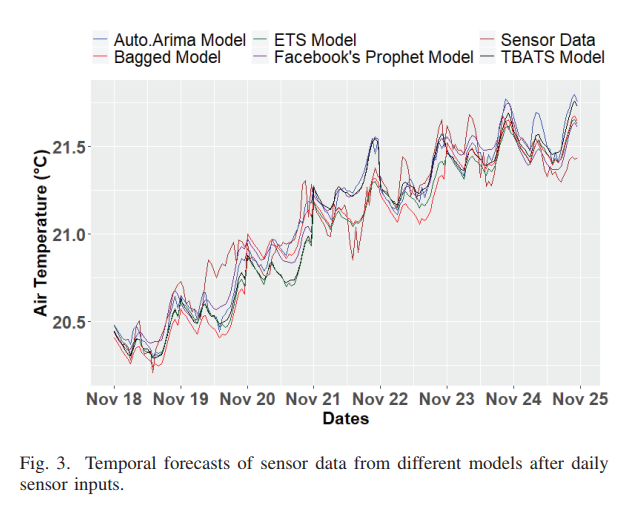 Auto.Arima Model ETS Model Sensor Data
Bagged Model Facebook's Prophet Model TBATS Model
Air Temperature (°C)
21.5
21.0
20.5
Nov 18 Nov 19 Nov 20 Nov 21 Nov 22 Nov 23 Nov 24 Nov 25
Dates
Fig. 3. Temporal forecasts of sensor data from different models after daily
sensor inputs.